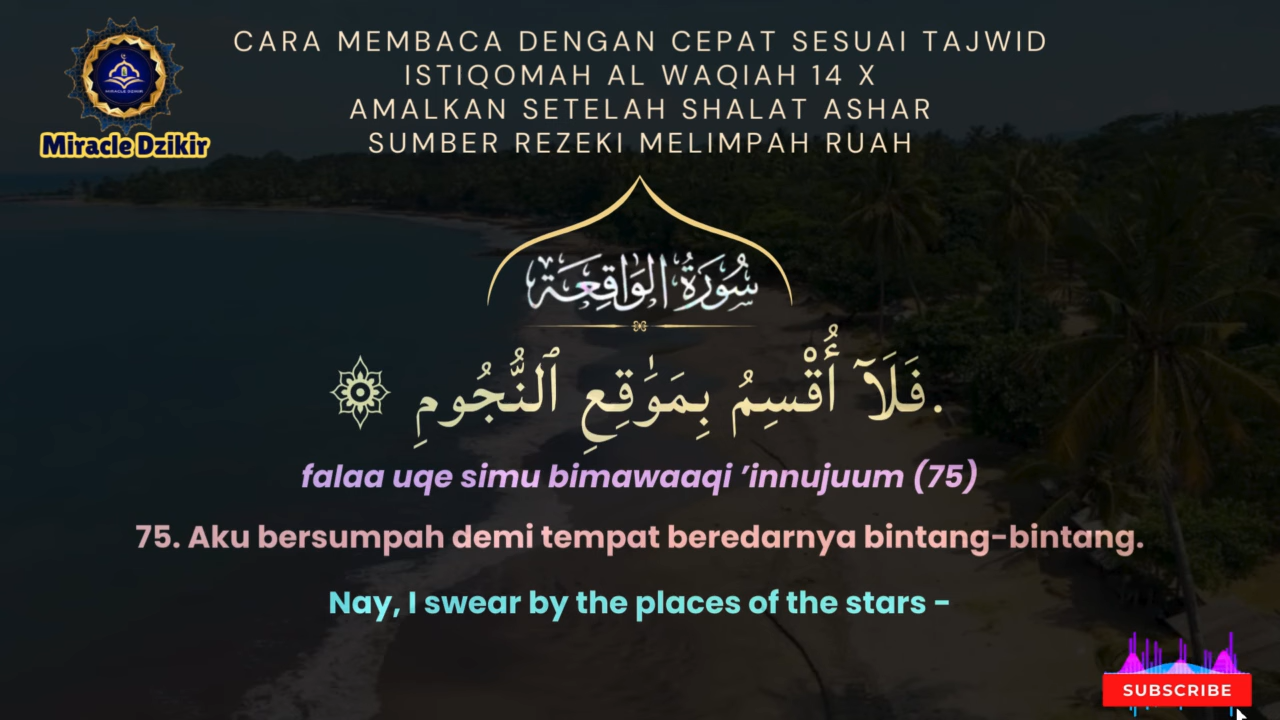 CARA MEMBACA DENGAN CEPAT SESUAI TAJWID
ISTIQOMAH AL WAQIAH 14 X
AMALKAN SETELAH SHALAT ASHAR
SUMBER REZEKI MELIMPAH RUAH
MIRACLE DZIKIR
Miracle Dzikir
سُورَةُ الوَاقِعَة
.فَلَآ أُقْسِمُ بِمَوَٰقِعِ ٱلنُّجُومِ ۞
falaa uqe simu bimawaaqi ’innujuum (75)
75. Aku bersumpah demi tempat beredarnya bintang-bintang.
Nay, I swear by the places of the stars -
SUBSCRIBE